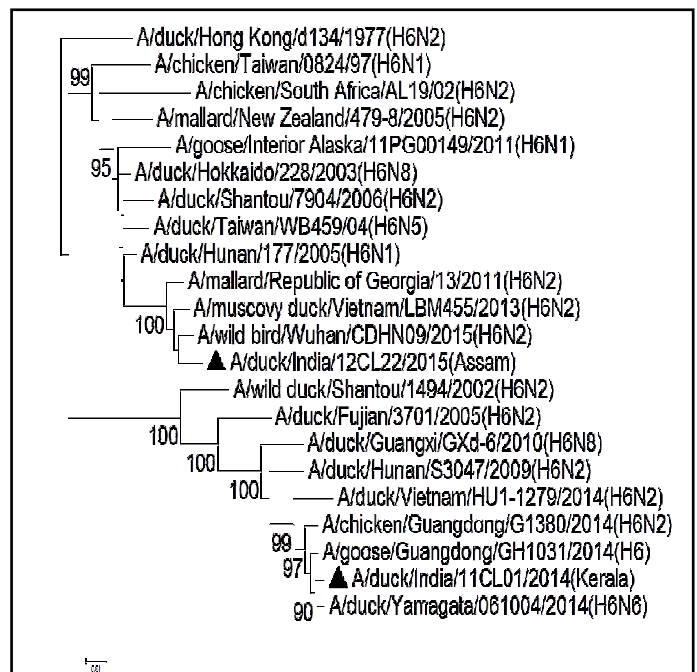 A/duck/Hong Kong/d134/1977(H6N2)
99
A/chicken/Taiwan/0824/97(H6N1)
A/chicken/South Africa/AL19/02(H6N2)
A/mallard/New Zealand/479-8/2005(H6N2)
A/goose/Interior Alaska/11PG00149/2011(H6N1)
95
A/duck/Hokkaido/228/2003(H6N8)
A/duck/Shantou/7904/2006(H6N2)
A/duck/Taiwan/WB459/04(H6N5)
A/duck/Hunan/177/2005(H6N1)
A/mallard/Republic of Georgia/13/2011(H6N2)
A/muscovy duck/Vietnam/LBM455/2013(H6N2)
100
A/wild bird/Wuhan/CDHN09/2015(H6N2)
A/duck/India/12CL22/2015(Assam)
A/wild duck/Shantou/1494/2002(H6N2)
A/duck/Fujian/3701/2005(H6N2)
100
A/duck/Guangxi/GXd-6/2010(H6N8)
100
A/duck/Hunan/S3047/2009(H6N2)
100
A/duck/Vietnam/HU1-1279/2014(H6N2)
A/chicken/Guangdong/G1380/2014(H6N2)
99
A/goose/Guangdong/GH1031/2014(H6)
97
A/duck/India/11CL01/2014(Kerala)
90
A/duck/Yamagata/061004/2014(H6N6)